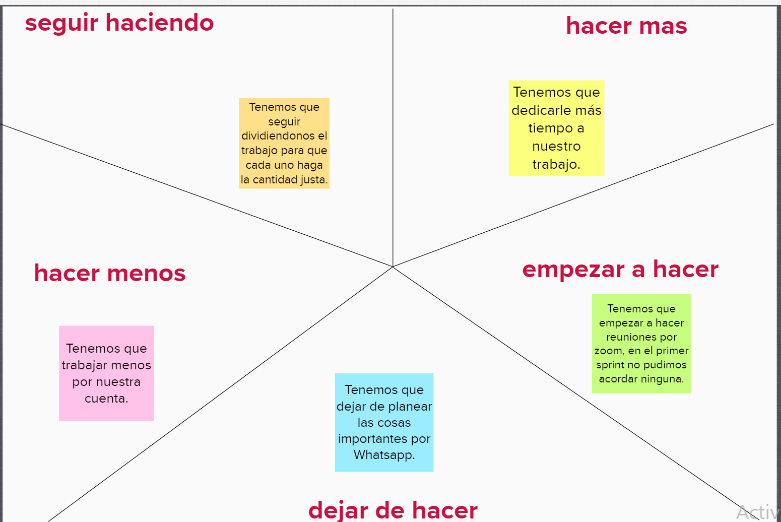 seguir haciendo
hacer mas
Tenemos que
seguir
dividiendonos el
trabajo para que
cada uno haga
la cantidad justa.
Tenemos que
dedicarle más
tiempo a
nuestro
trabajo.
hacer menos
empezar a hacer
Tenemos que
trabajar menos
por nuestra
cuenta.
Tenemos que
empezar a hacer
reuniones por
zoom, en el primer
sprint no pudimos
acordar ninguna.
Tenemos que
dejar de planear
las cosas
importantes por
Whatsapp.
dejar de hacer
Activ